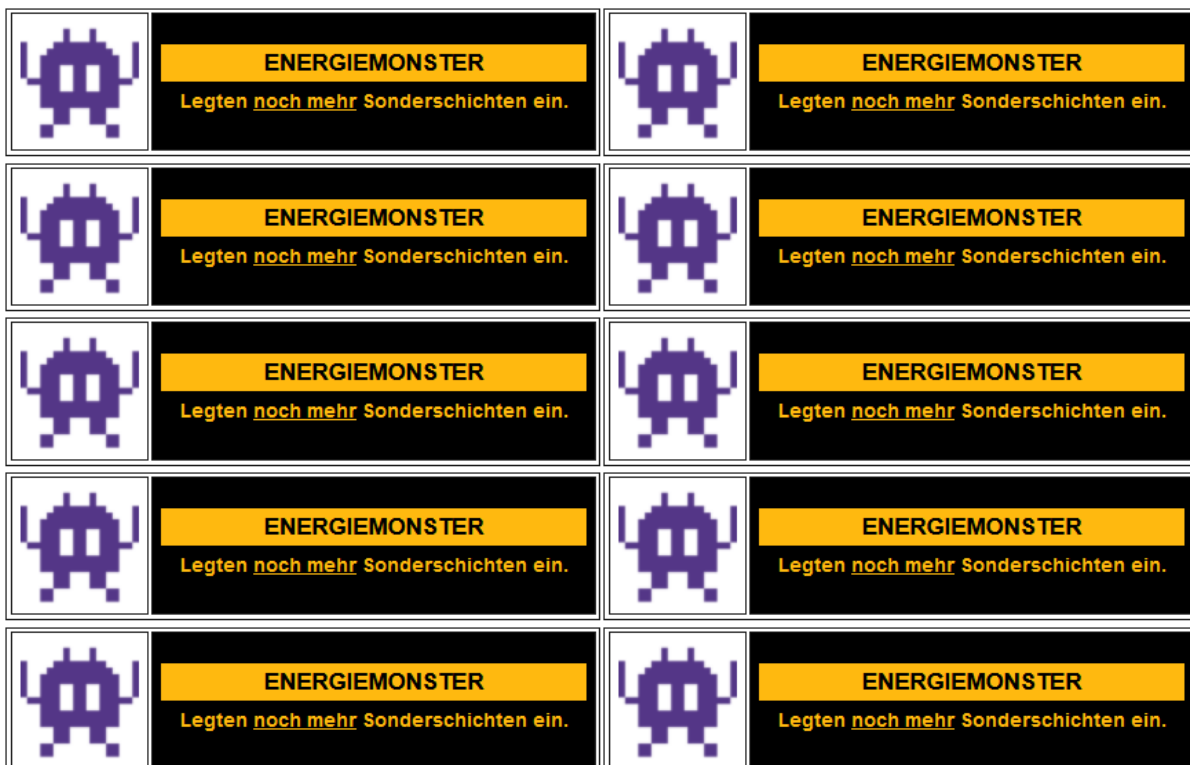 ENERGIEMONSTER
Legten noch mehr Sonderschichten ein.
ENERGIEMONSTER
Legten noch mehr Sonderschichten ein.
ENERGIEMONSTER
Legten noch mehr Sonderschichten ein.
ENERGIEMONSTER
Legten noch mehr Sonderschichten ein.
ENERGIEMONSTER
Legten noch mehr Sonderschichten ein.
ENERGIEMONSTER
Legten noch mehr Sonderschichten ein.
ENERGIEMONSTER
Legten noch mehr Sonderschichten ein.
ENERGIEMONSTER
Legten noch mehr Sonderschichten ein.
ENERGIEMONSTER
Legten noch mehr Sonderschichten ein.
ENERGIEMONSTER
Legten noch mehr Sonderschichten ein.